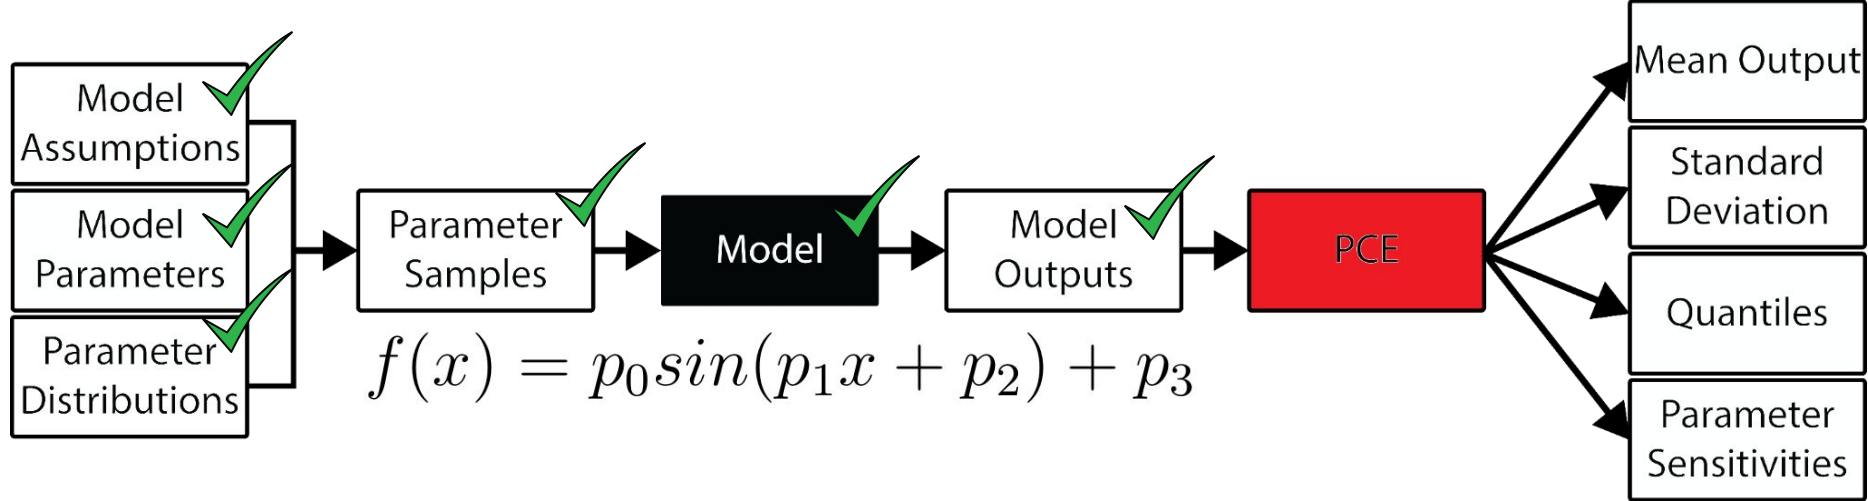 Model
Assumptions
Model
Parameters
Parameter
Distributions
Parameter
Samples
Model
Model
Outputs
PCE
f(x) = p₀sin(p₁x + p₂) + p₃
Mean Output
Standard
Deviation
Quantiles
Parameter
Sensitivities